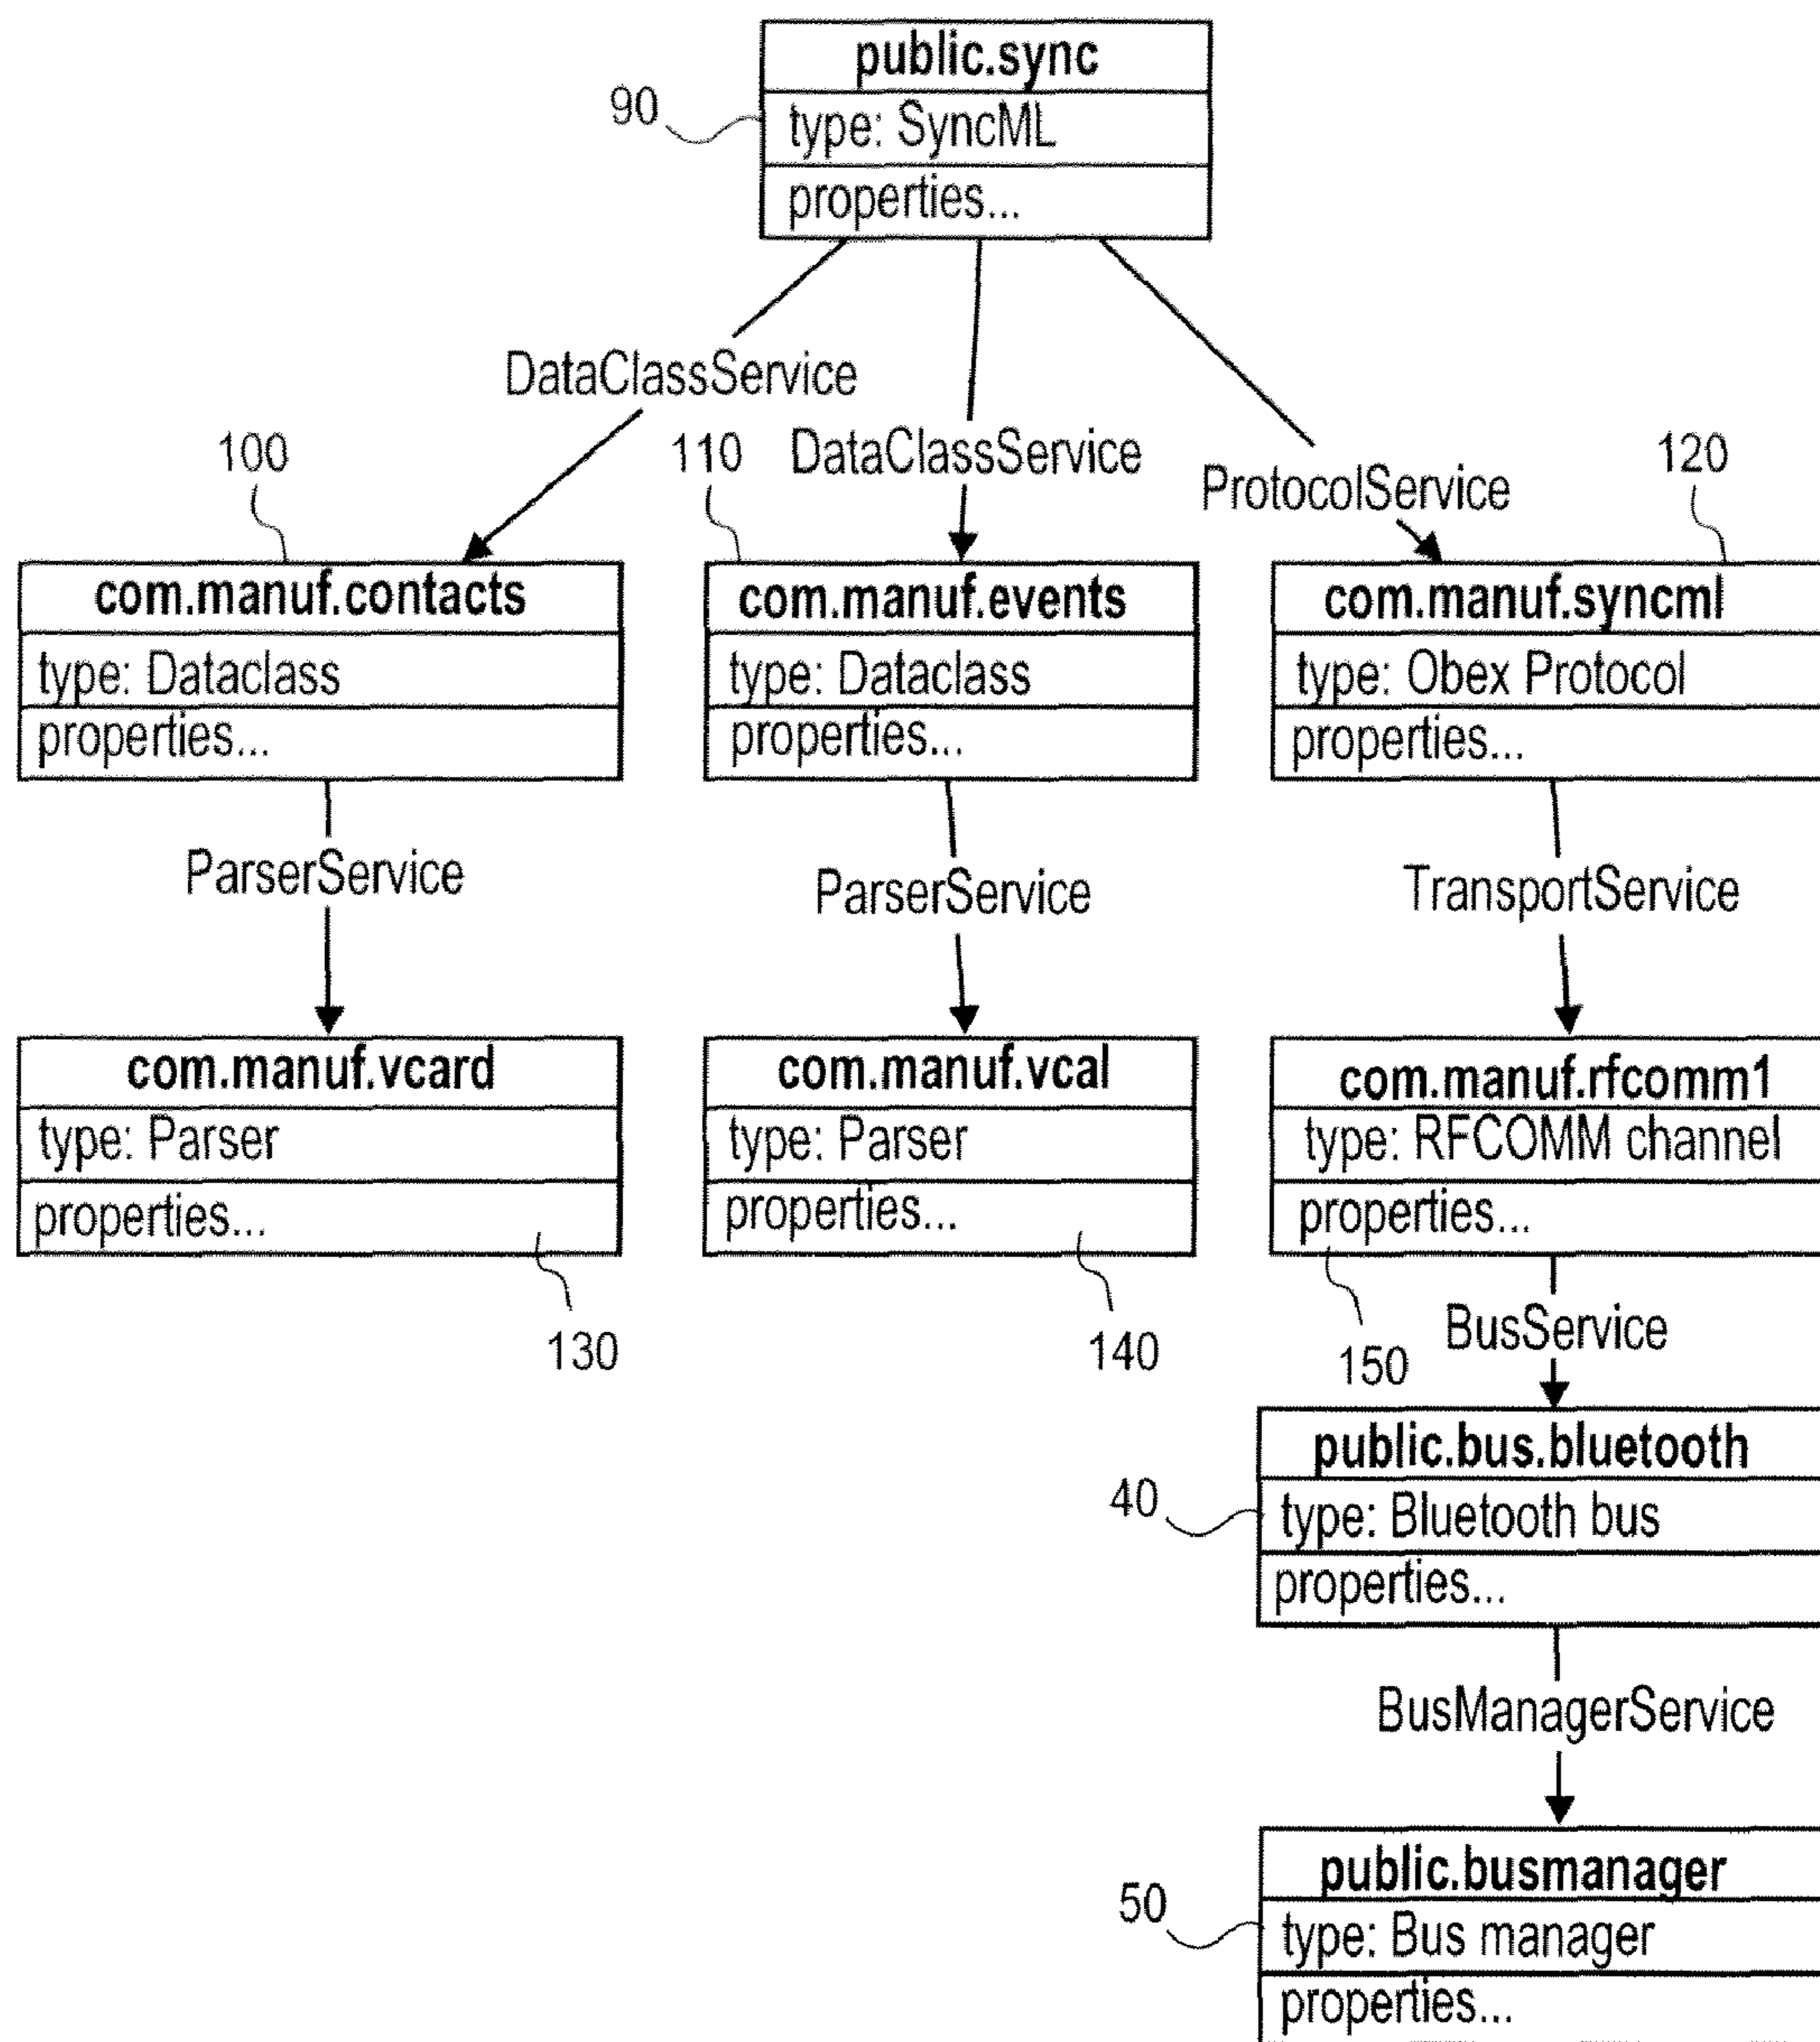 public.sync
90
type: SyncML
properties...
DataClassService
100
110
DataClassService
120
ProtocolService
com.manuf.contacts
com.manuf.events
com.manuf.syncml
type: Dataclass
type: Dataclass
type: Obex Protocol
properties...
properties...
properties...
ParserService
ParserService
TransportService
com.manuf.vcard
com.manuf.vcal
com.manuf.rfcomm1
type: Parser
type: Parser
type: RFCOMM channel
properties...
properties...
properties...
130
140
150
BusService
public.bus.bluetooth
40
type: Bluetooth bus
properties...
BusManagerService
public.busmanager
50
type: Bus manager
properties...